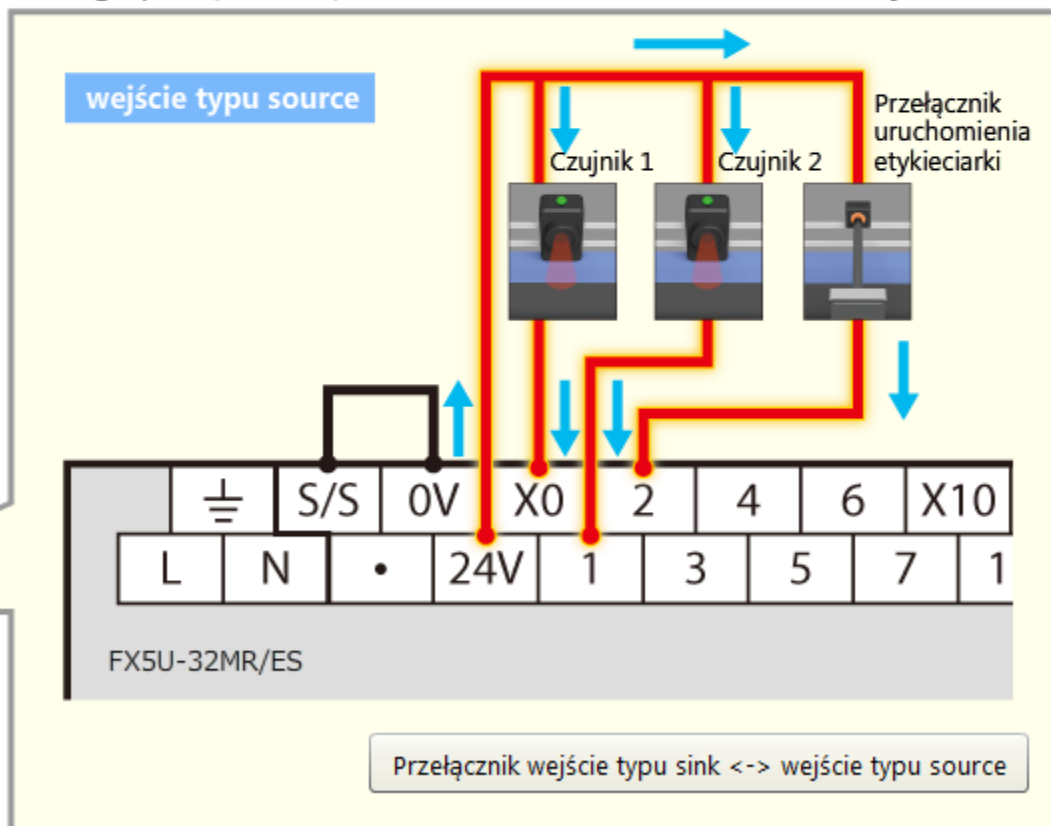 wejście typu source
Przełącznik
uruchomienia
etykieciarki
Czujnik 1
Czujnik 2
S/S 0V X0 2 4 6 X10
L N • 24V 1 3 5 7 1
FX5U-32MR/ES
Przełącznik wejście typu sink <-> wejście typu source